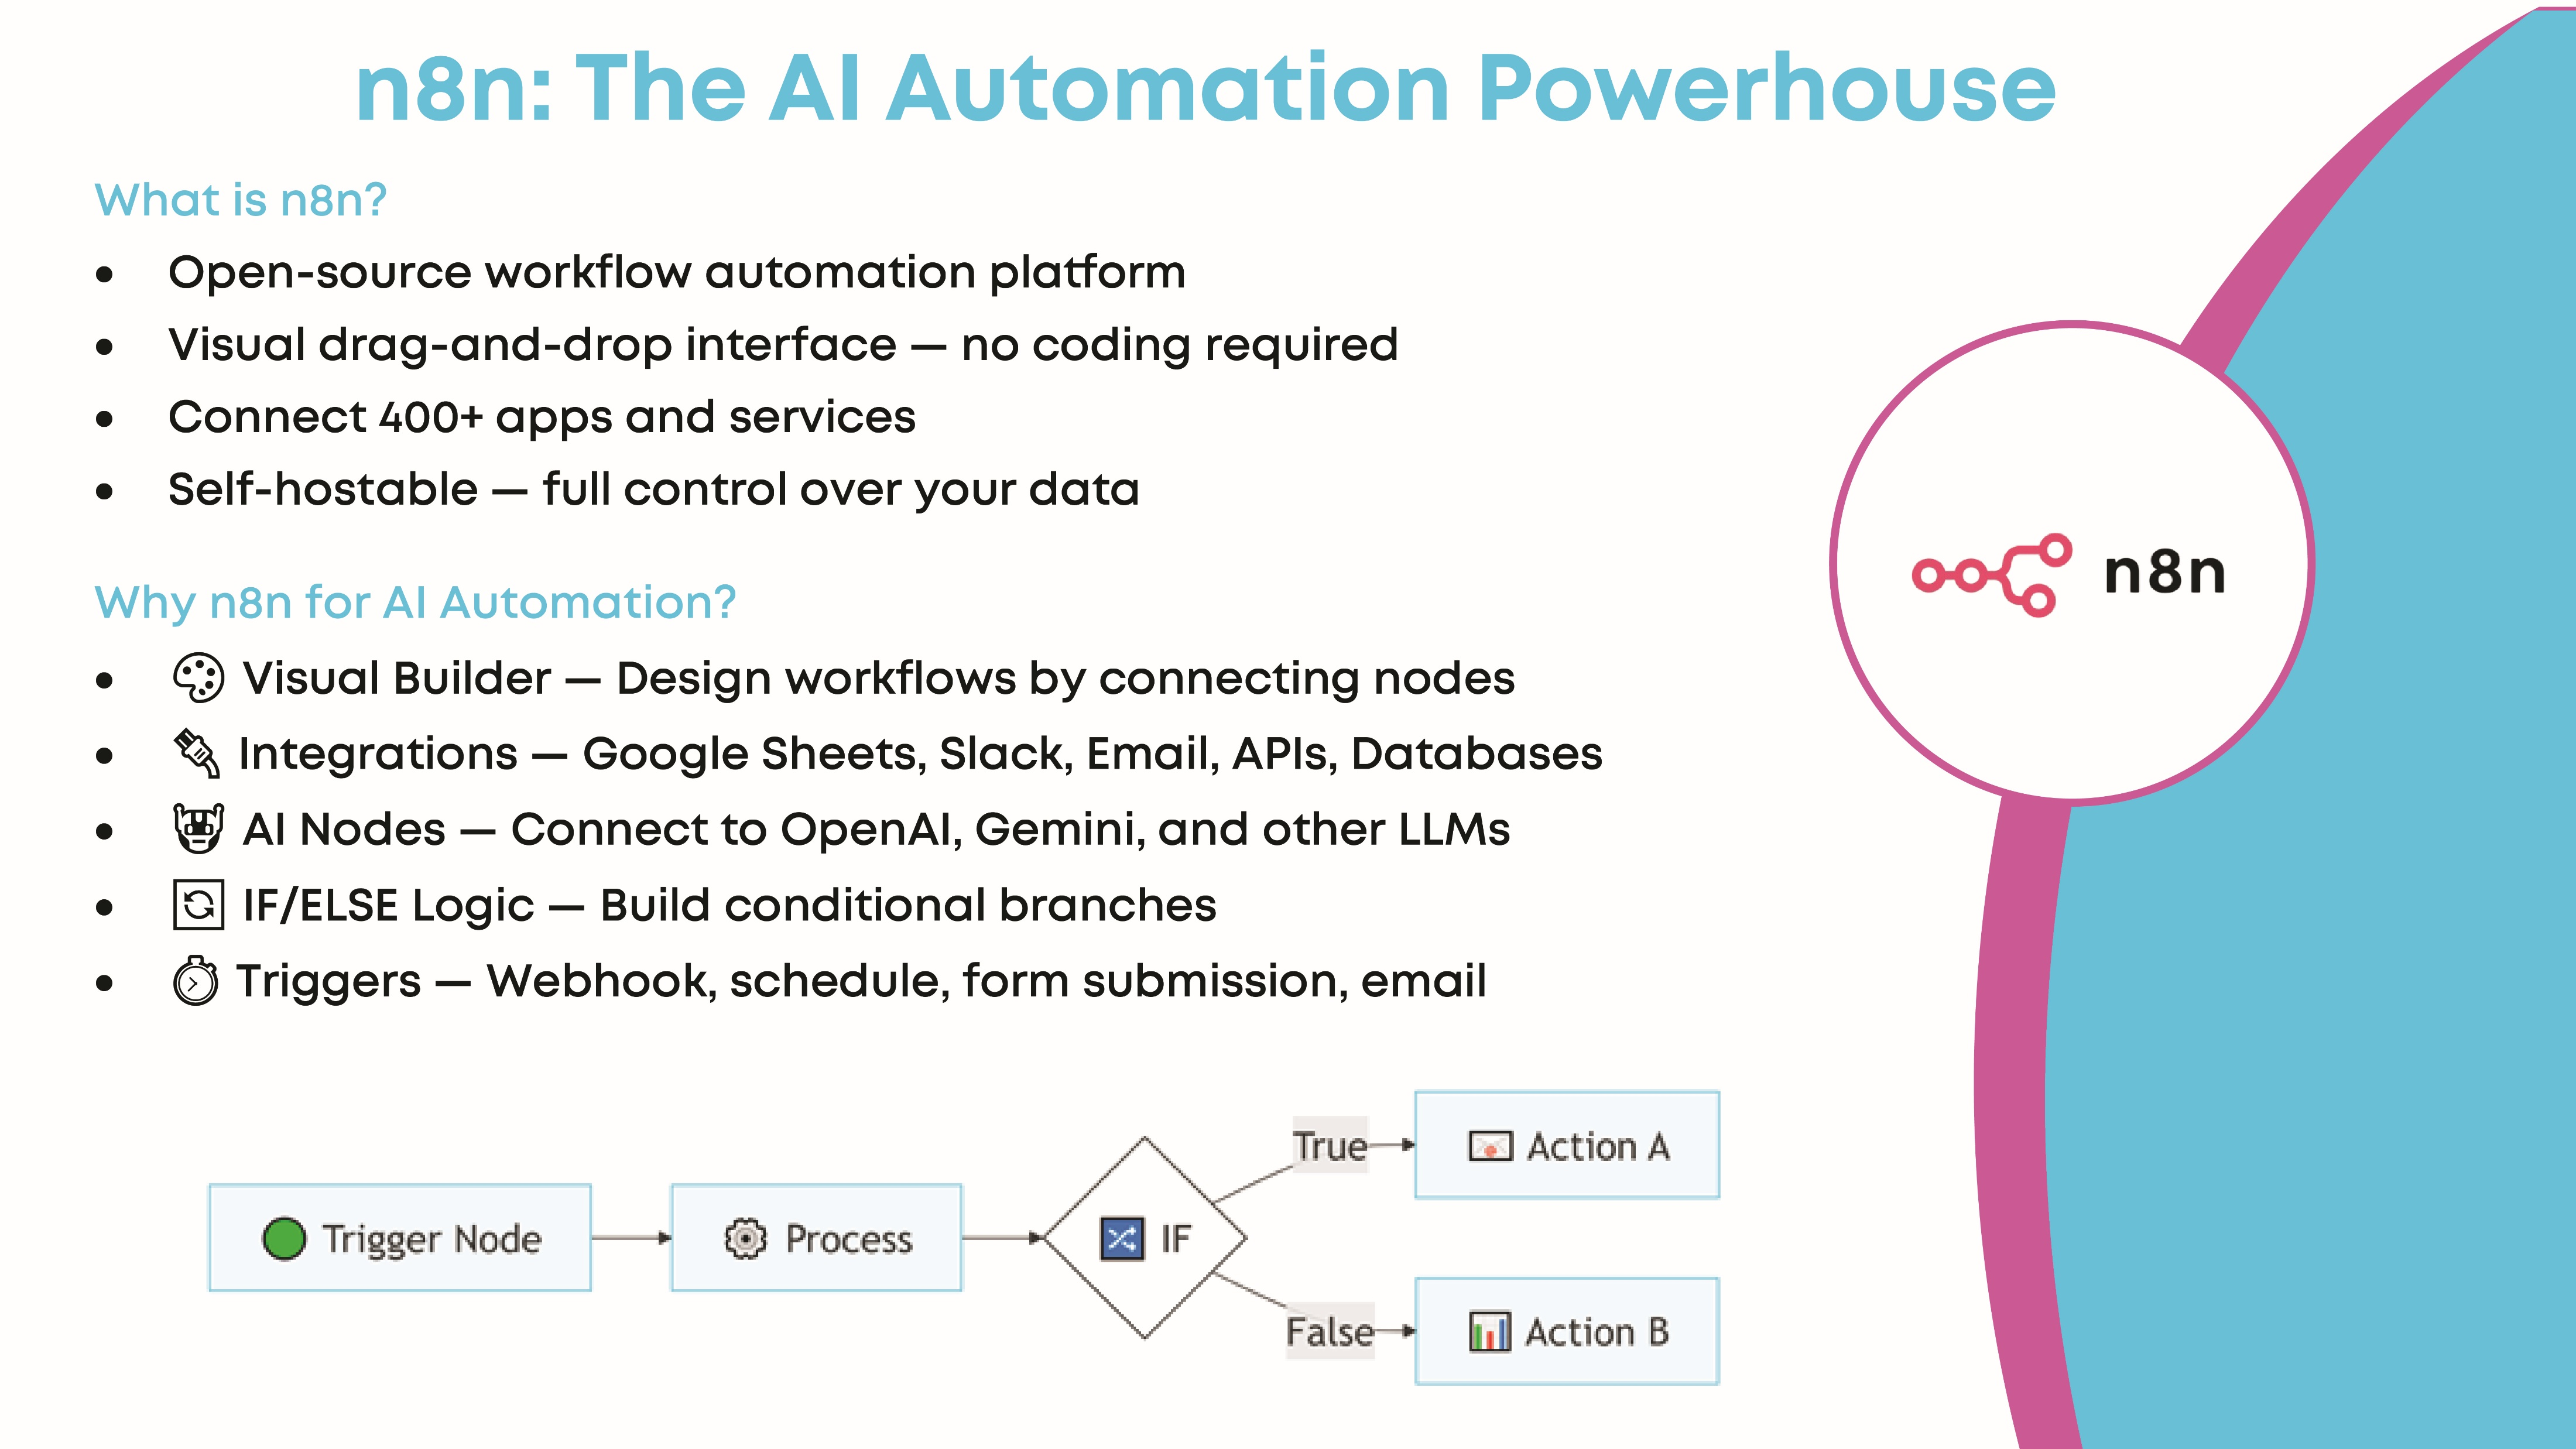 n8n: The AI Automation Powerhouse
What is n8n?
• Open-source workflow automation platform
• Visual drag-and-drop interface — no coding required
• Connect 400+ apps and services
• Self-hostable — full control over your data
Why n8n for AI Automation?
• 🎨 Visual Builder — Design workflows by connecting nodes
• 🔌 Integrations — Google Sheets, Slack, Email, APIs, Databases
• 🤖 AI Nodes — Connect to OpenAI, Gemini, and other LLMs
• 🔄 IF/ELSE Logic — Build conditional branches
• ⏱ Triggers — Webhook, schedule, form submission, email
n8n
Trigger Node
Process
IF
True
Action A
False
Action B